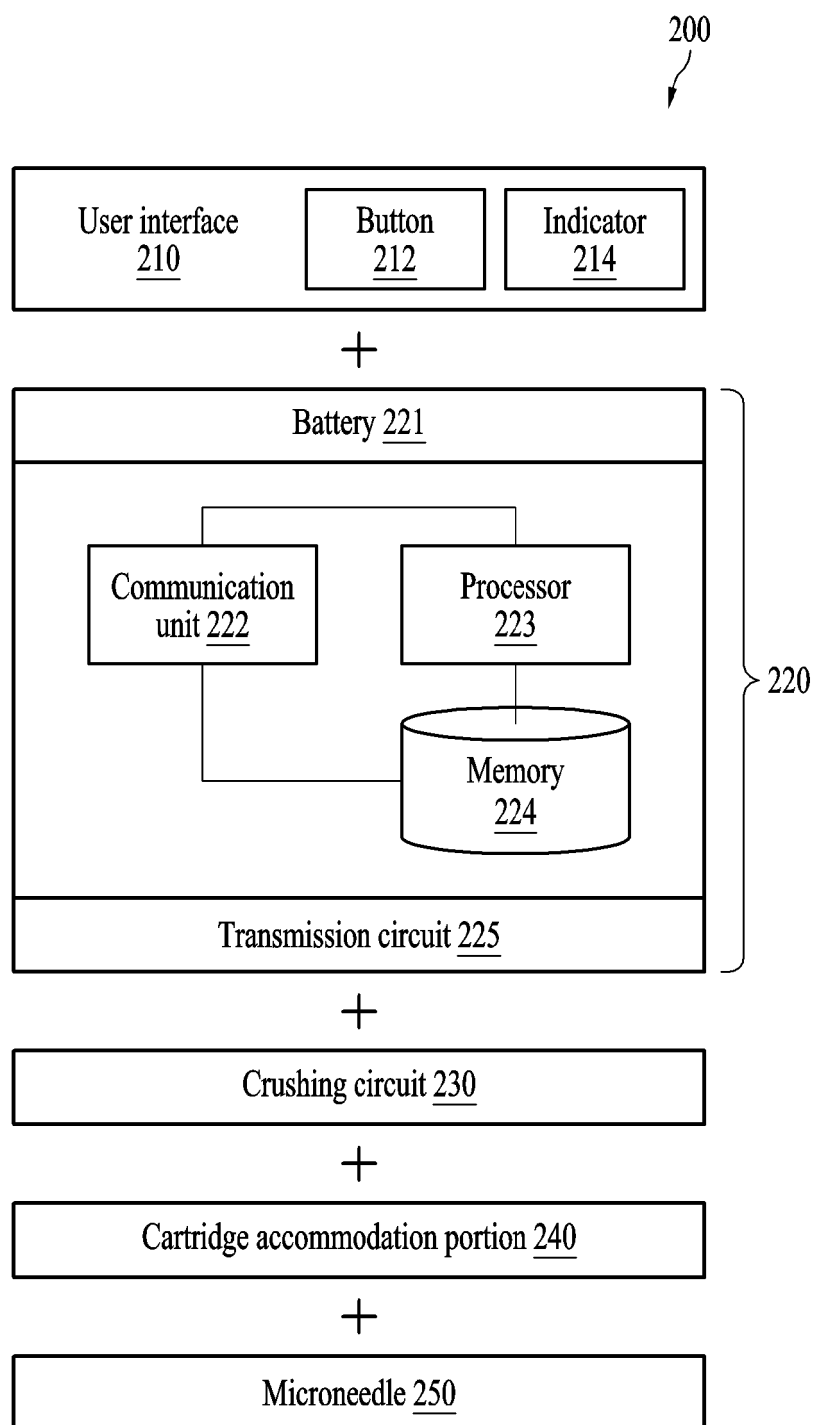 200
User interface
210
Button
212
Indicator
214
+
Battery 221
Communication
unit 222
Processor
223
220
Memory
224
Transmission circuit 225
+
Crushing circuit 230
+
Cartridge accommodation portion 240
+
Microneedle 250